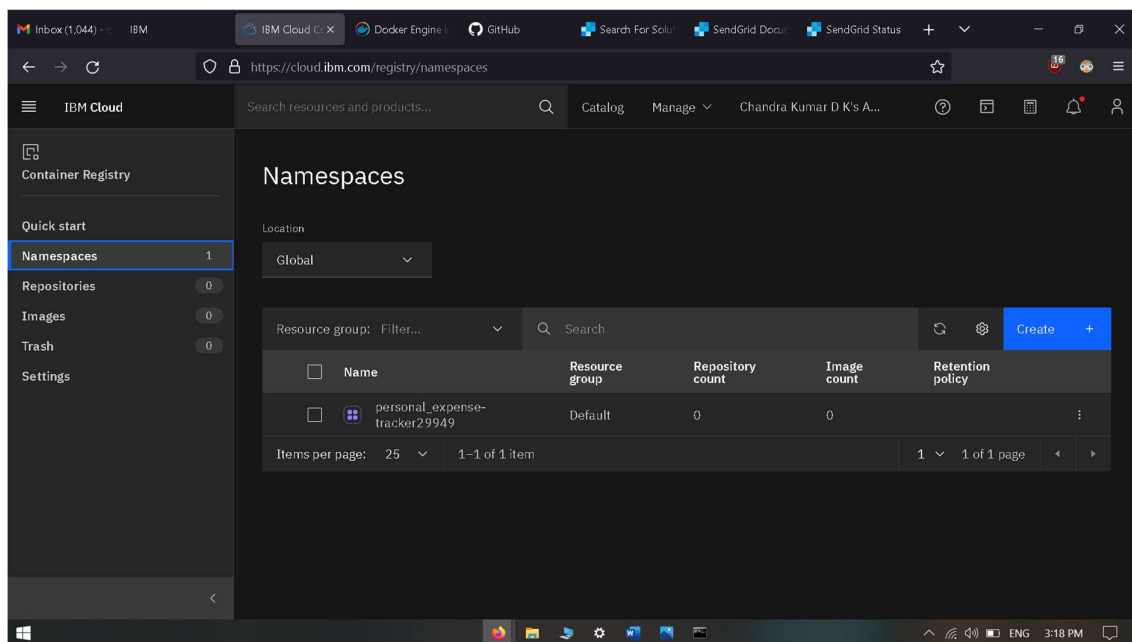 Inbox (1,044) - c
IBM
IBM Cloud Co
Docker Engine i
GitHub
Search For Solut
SendGrid Docum
SendGrid Status
https://cloud.ibm.com/registry/namespaces
16
IBM Cloud
Search resources and products...
Catalog
Manage
Chandra Kumar D K's A...
Container Registry
Quick start
Namespaces 1
Repositories 0
Images 0
Trash 0
Settings
Namespaces
Location
Global
Resource group: Filter...
Search
Create +
Name
Resource group
Repository count
Image count
Retention policy
personal_expense-
tracker29949
Default
0
0
Items per page: 25
1–1 of 1 item
1
1 of 1 page
ENG
3:18 PM